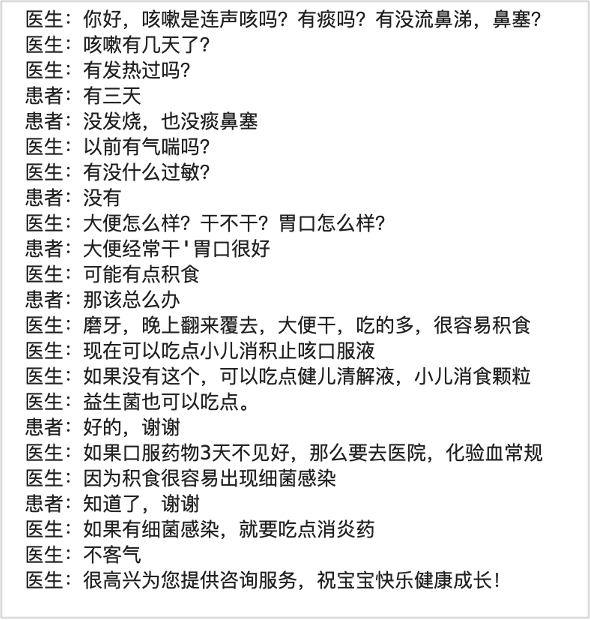 医生：你好，咳嗽是连声咳吗？有痰吗？有没流鼻涕，鼻塞？
医生：咳嗽有几天了？
医生：有发热过吗？
患者：有三天
患者：没发烧，也没痰鼻塞
医生：以前有气喘吗？
医生：有没什么过敏？
患者：没有
医生：大便怎么样？干不干？胃口怎么样？
患者：大便经常干'胃口很好
医生：可能有点积食
患者：那该总么办
医生：磨牙，晚上翻来覆去，大便干，吃的多，很容易积食
医生：现在可以吃点小儿消积止咳口服液
医生：如果没有这个，可以吃点健儿清解液，小儿消食颗粒
医生：益生菌也可以吃点。
患者：好的，谢谢
医生：如果口服药物3天不见好，那么要去医院，化验血常规
医生：因为积食很容易出现细菌感染
患者：知道了，谢谢
医生：如果有细菌感染，就要吃点消炎药
医生：不客气
医生：很高兴为您提供咨询服务，祝宝宝快乐健康成长！